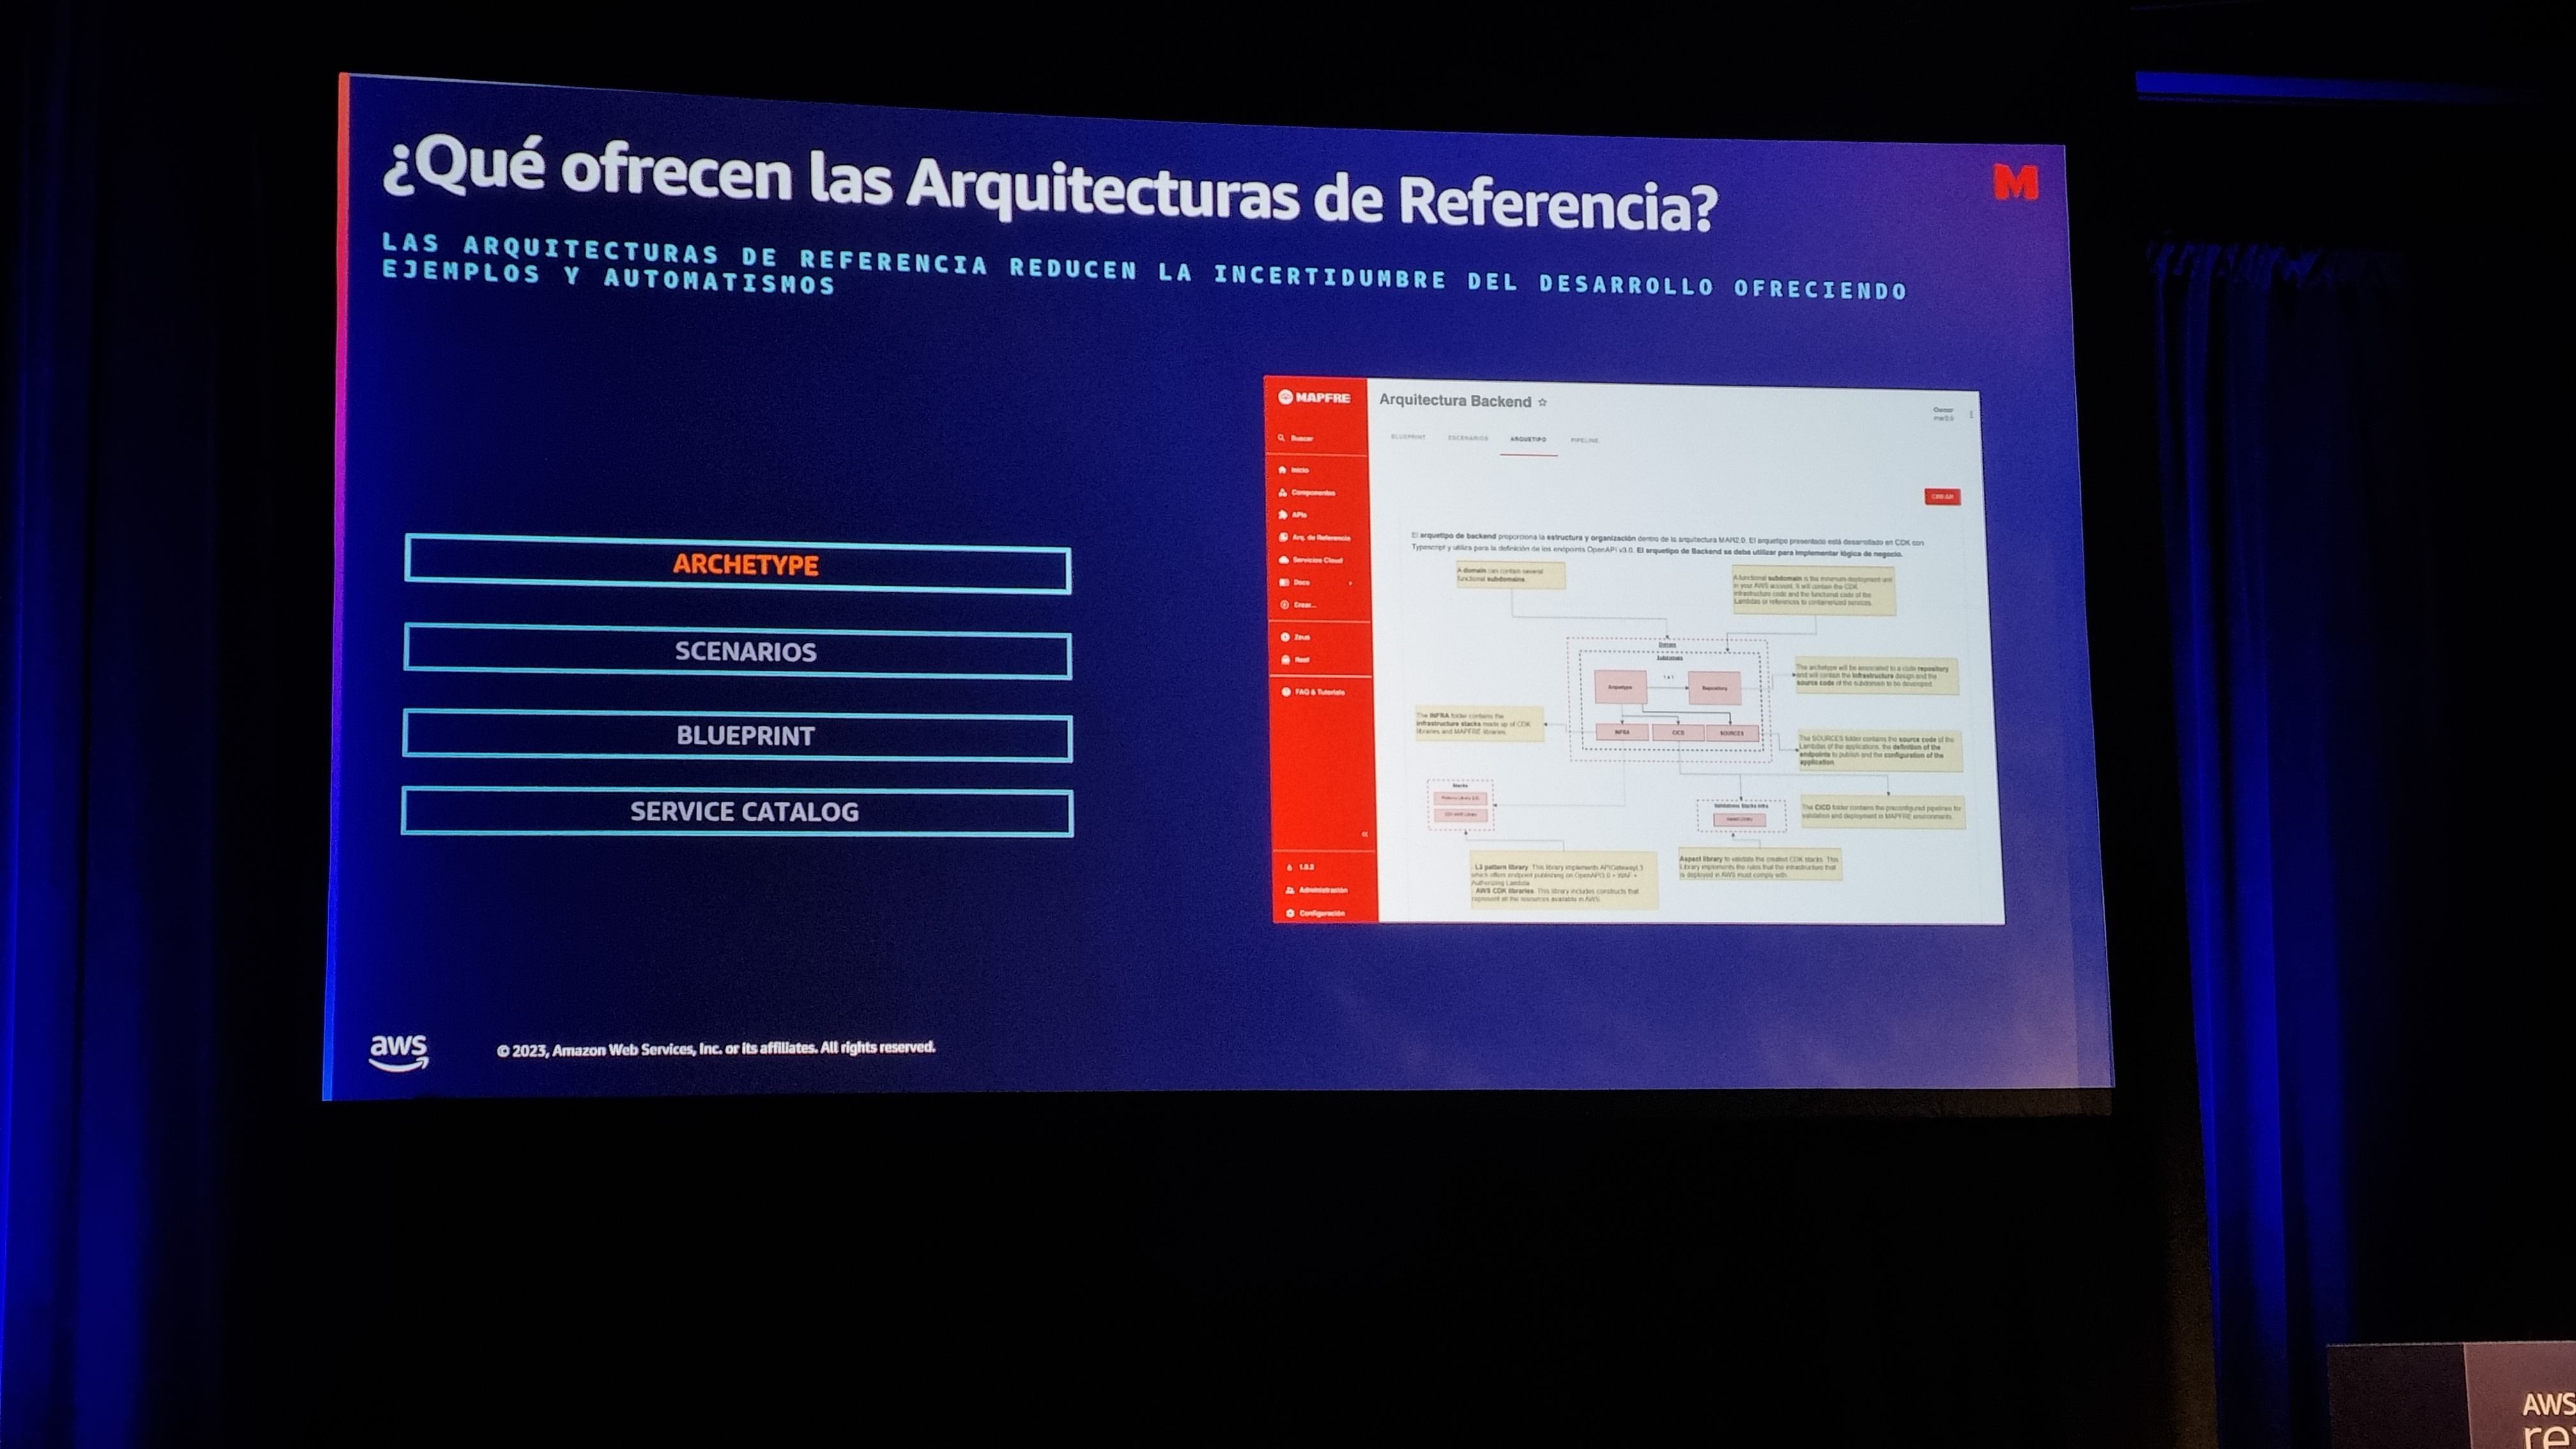 ¿Qué ofrecen las Arquitecturas de Referencia?
M
LAS ARQUITECTURAS DE REFERENCIA REDUCEN LA INCERTIDUMBRE DEL DESARROLLO OFRECIENDO
EJEMPLOS Y AUTOMATISMOS
ARCHETYPE
SCENARIOS
BLUEPRINT
SERVICE CATALOG
MAPFRE
Buscar
Inicio
Componentes
APIs
Arq. de Referencia
Servicios Cloud
Docs
Crear...
Zeus
FAQ & Tutorials
1.0.2
Administración
Configuración
Arquitectura Backend
Owner
BLUEPRINT ESCENARIOS ARQUETIPO PIPELINE
CREAR
El arquetipo de backend proporciona la estructura y organización dentro de la arquitectura MAR2.0. El arquetipo presentado está desarrollado en CDK con
Typescript y utiliza para la definición de los endpoints OpenAPI v3.0. El arquetipo de Backend se debe utilizar para implementar lógica de negocio.
A domain can contain several
functional subdomains.
A functional subdomain is the minimum deployment unit
in your AWS account. It will contain the CDK
infrastructure code and the functional code of the
Lambdas or references to containerized services.
Domain
Subdomain
Arquetipo
1 a 1
Repository
INFRA
CICD
SOURCES
The archetype will be associated to a code repository
and will contain the infrastructure design and the
source code of the subdomain to be developed.
The INFRA folder contains the
infrastructure stacks made up of CDK
libraries and MAPFRE libraries.
The SOURCES folder contains the source code of the
Lambdas of the applications, the definition of the
endpoints to publish and the configuration of the
application.
Stacks
Validations Stacks Infra
The CICD folder contains the preconfigured pipelines for
validation and deployment in MAPFRE environments.
L3 pattern library. This library implements APIGatewayL3
which offers endpoint publishing on OpenAPI3.0 + WAF +
Authorizing Lambda
AWS CDK libraries. This library includes constructs that
represent all the resources available in AWS.
Aspect library to validate the created CDK stacks. This
Library implements the rules that the infrastructure that
is deployed in AWS must comply with.
aws
© 2023, Amazon Web Services, Inc. or its affiliates. All rights reserved.
AWS